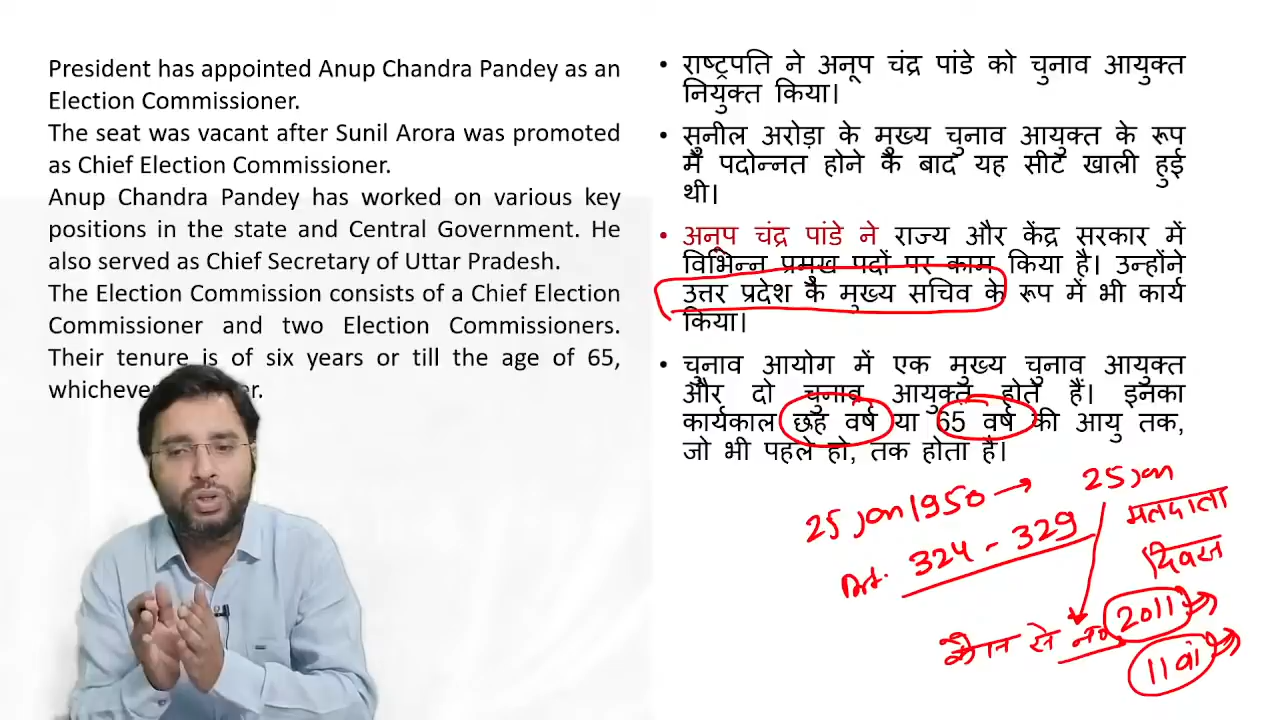 President has appointed Anup Chandra Pandey as an
Election Commissioner.
The seat was vacant after Sunil Arora was promoted
as Chief Election Commissioner.
Anup Chandra Pandey has worked on various key
positions in the state and Central Government. He
also served as Chief Secretary of Uttar Pradesh.
The Election Commission consists of a Chief Election
Commissioner and two Election Commissioners.
Their tenure is of six years or till the age of 65,
• राष्ट्रपति ने अनूप चंद्र पांडे को चुनाव आयुक्त
नियुक्त किया।
• सुनील अरोड़ा के मुख्य चुनाव आयुक्त के रूप
में पदोन्नत होने के बाद यह सीट खाली हुई
थी।
• अनूप चंद्र पांडे ने राज्य और केंद्र सरकार में
विभिन्न प्रमुख पदों पर काम किया है। उन्होंने
उत्तर प्रदेश के मुख्य सचिव के रूप में भी कार्य
किया।
• चुनाव आयोग में एक मुख्य चुनाव आयुक्त
और दो चुनाव आयुक्त होते हैं। इनका
कार्यकाल छह वर्ष या 65 वर्ष की आयु तक,
जो भी पहले हो, तक होता है।
25 Jan 1950 → 25 Jan
मतदाता
दिवस
Art. 324 - 329
कौन से 2011
11 वां